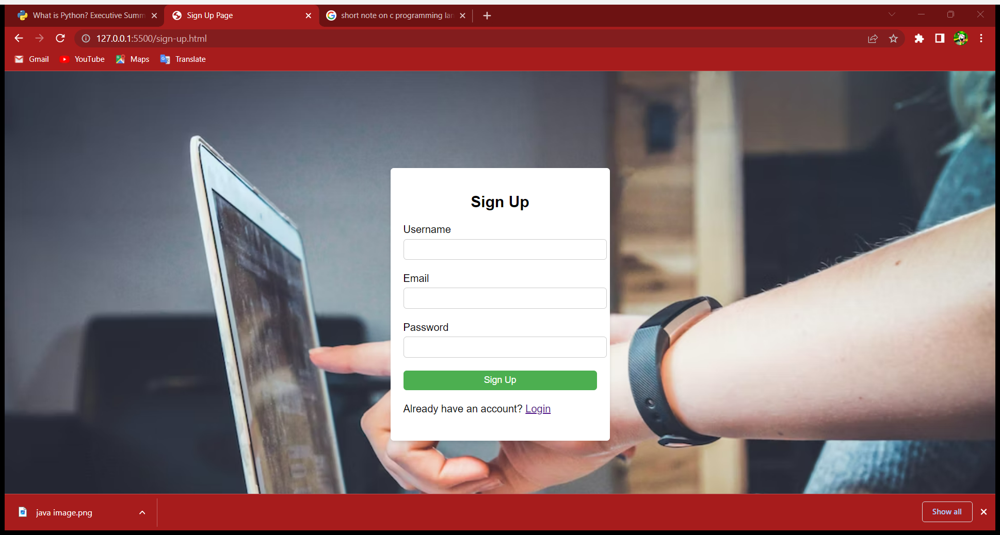 What is Python? Executive Summ
Sign Up Page
short note on c programming lan
127.0.0.1:5500/sign-up.html
Gmail
YouTube
Maps
Translate
Sign Up
Username
Email
Password
Sign Up
Already have an account? Login
java image.png
Show all